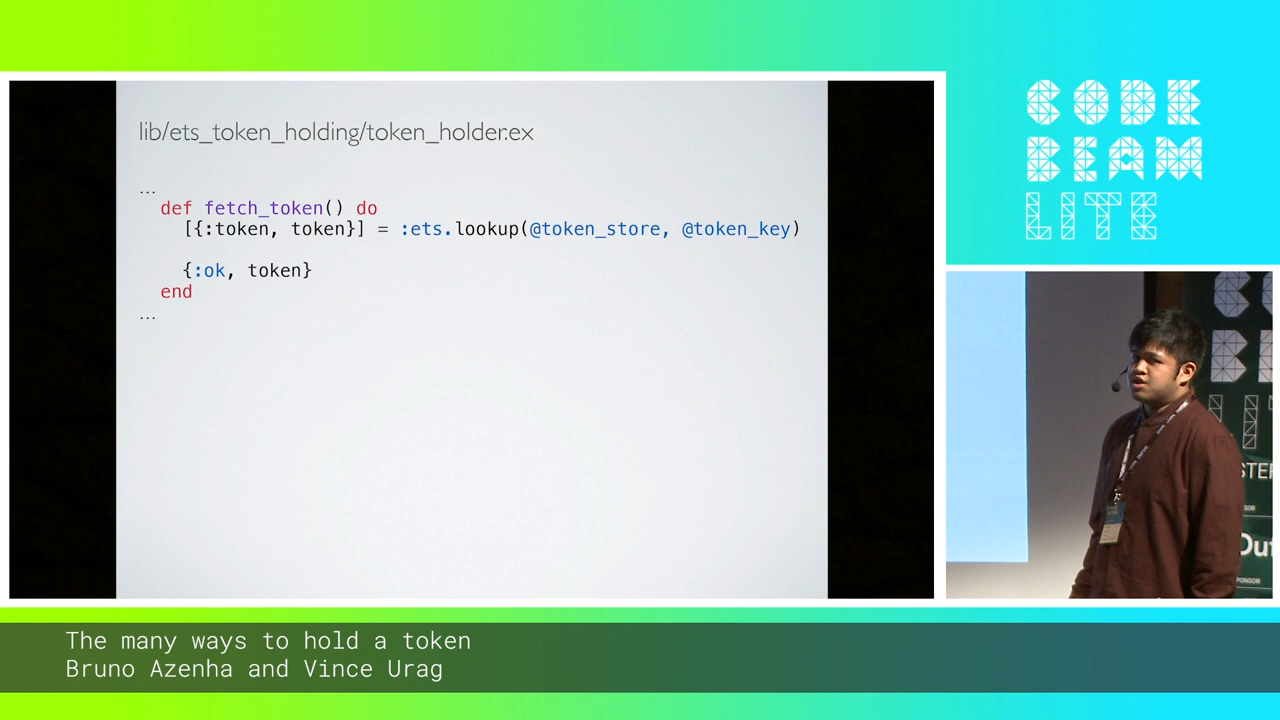 lib/ets_token_holding/token_holder.ex
...
def fetch_token() do
[{:token, token}] = :ets.lookup(@token_store, @token_key)
{:ok, token}
end
...
CODE
BEAM
LITE
The many ways to hold a token
Bruno Azenha and Vince Urag